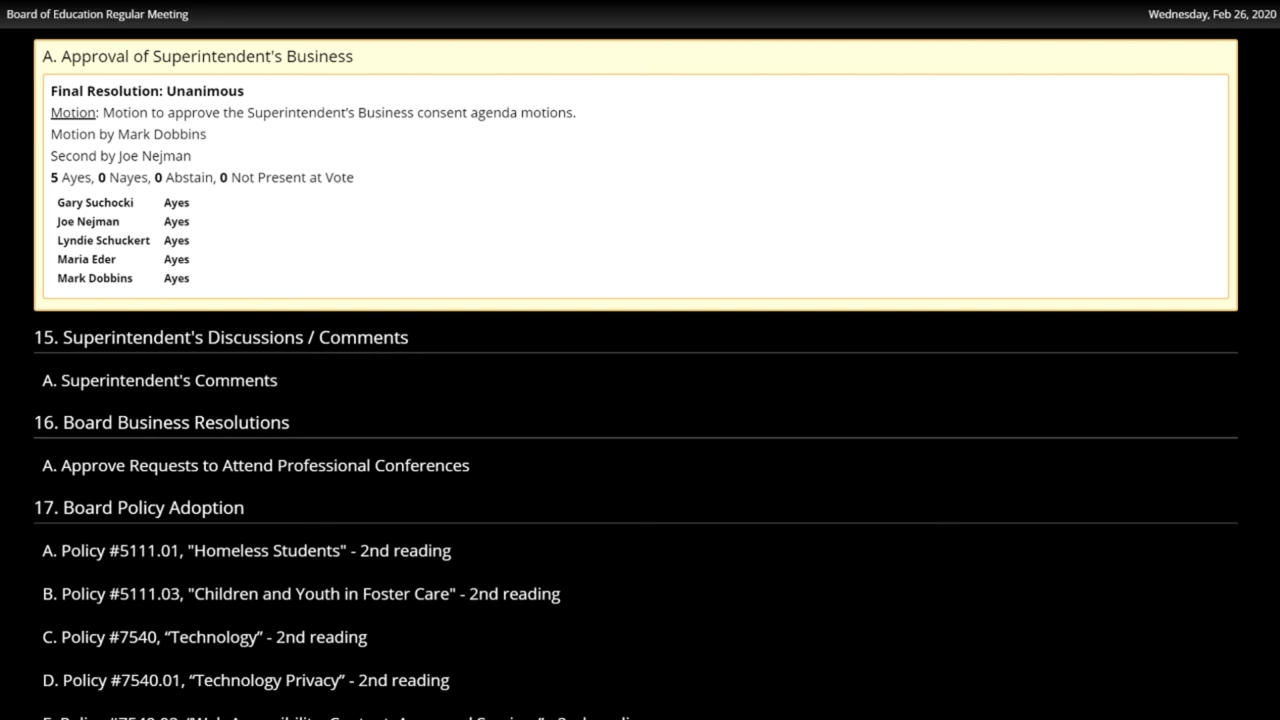 Board of Education Regular Meeting
Wednesday, Feb 26, 2020
A. Approval of Superintendent's Business
Final Resolution: Unanimous
Motion: Motion to approve the Superintendent's Business consent agenda motions.
Motion by Mark Dobbins
Second by Joe Nejman
5 Ayes, 0 Nayes, 0 Abstain, 0 Not Present at Vote
Gary Suchocki Ayes
Joe Nejman Ayes
Lyndie Schuckert Ayes
Maria Eder Ayes
Mark Dobbins Ayes
15. Superintendent's Discussions / Comments
A. Superintendent's Comments
16. Board Business Resolutions
A. Approve Requests to Attend Professional Conferences
17. Board Policy Adoption
A. Policy #5111.01, "Homeless Students" - 2nd reading
B. Policy #5111.03, "Children and Youth in Foster Care" - 2nd reading
C. Policy #7540, “Technology” - 2nd reading
D. Policy #7540.01, “Technology Privacy” - 2nd reading